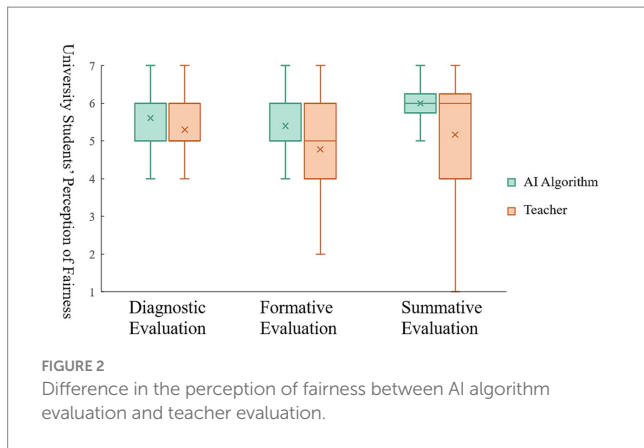 University Students' Perception of Fairness
7
6
5
4
3
2
1
Diagnostic
Evaluation
Formative
Evaluation
Summative
Evaluation
AI Algorithm
Teacher
FIGURE 2
Difference in the perception of fairness between AI algorithm
evaluation and teacher evaluation.